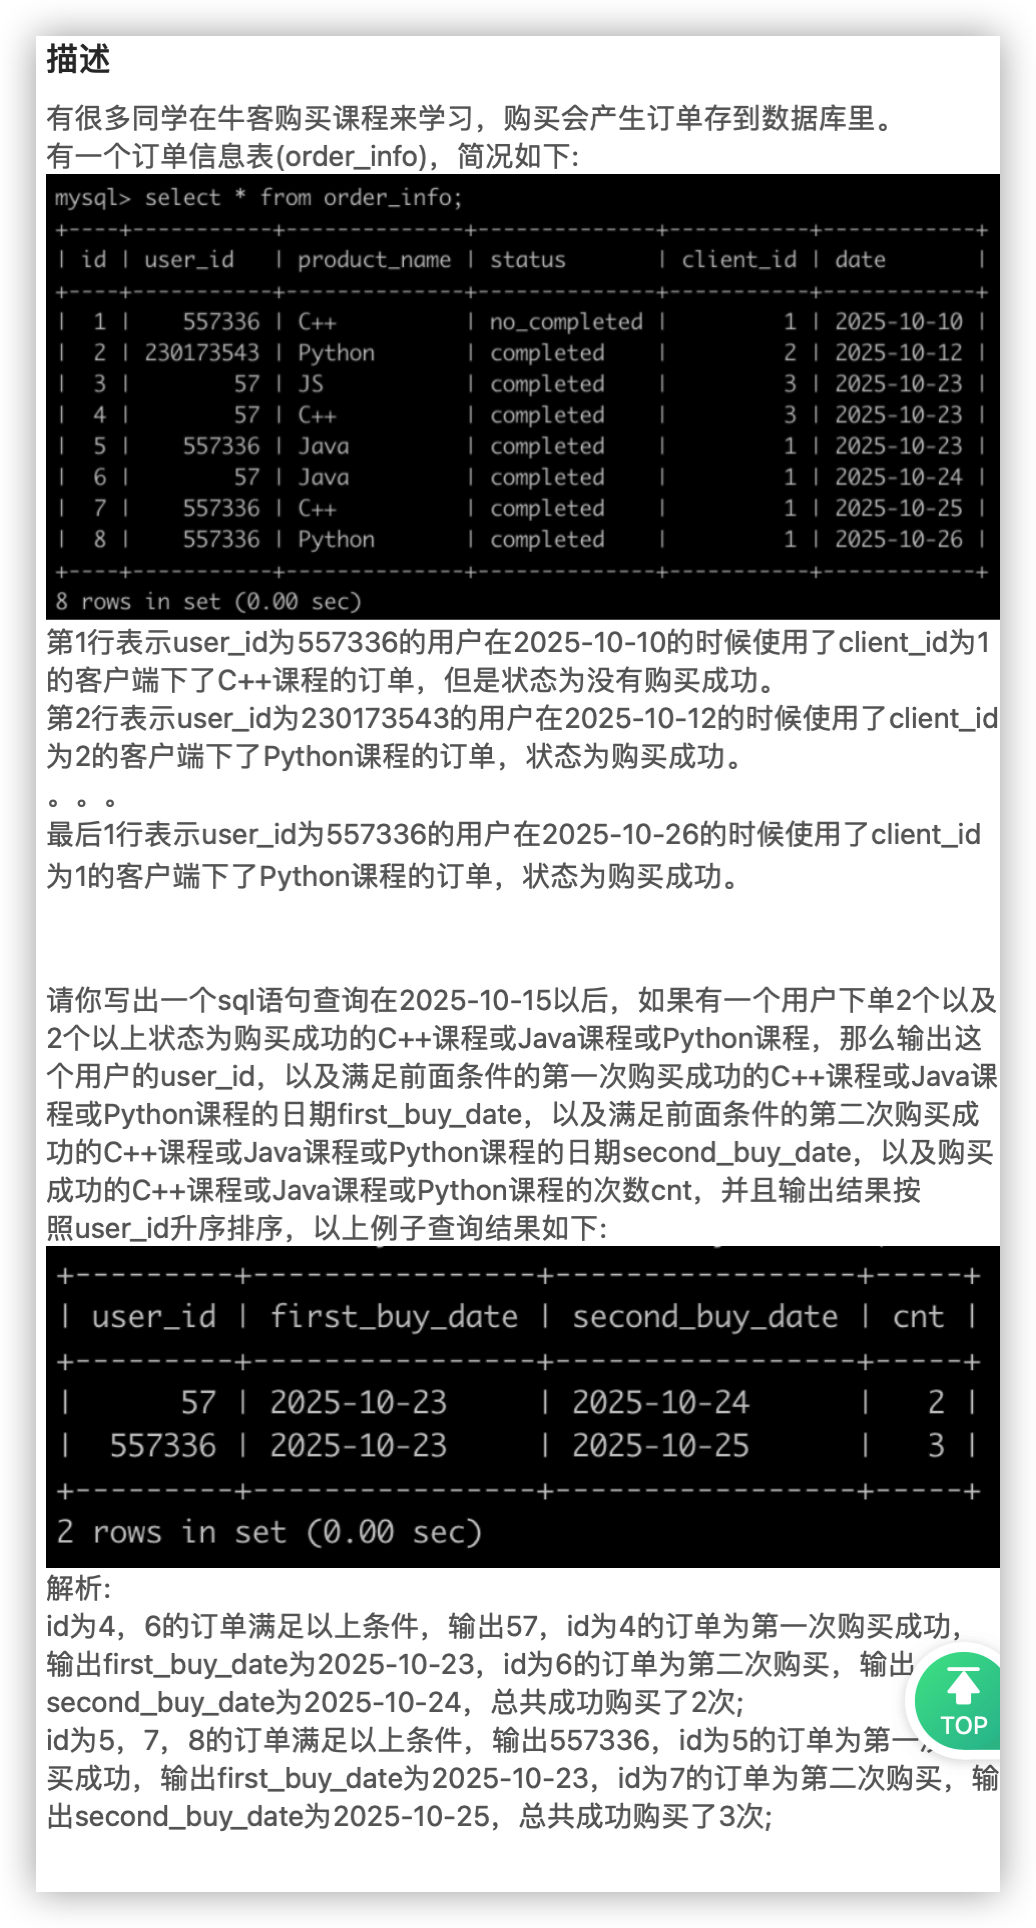 描述
有很多同学在牛客购买课程来学习，购买会产生订单存到数据库里。
有一个订单信息表(order_info)，简况如下:
mysql> select * from order_info;
+----+-----------+--------------+--------------+-----------+------------+
| id | user_id   | product_name | status       | client_id | date       |
+----+-----------+--------------+--------------+-----------+------------+
|  1 |    557336 | C++          | no_completed |         1 | 2025-10-10 |
|  2 | 230173543 | Python       | completed    |         2 | 2025-10-12 |
|  3 |        57 | JS           | completed    |         3 | 2025-10-23 |
|  4 |        57 | C++          | completed    |         3 | 2025-10-23 |
|  5 |    557336 | Java         | completed    |         1 | 2025-10-23 |
|  6 |        57 | Java         | completed    |         1 | 2025-10-24 |
|  7 |    557336 | C++          | completed    |         1 | 2025-10-25 |
|  8 |    557336 | Python       | completed    |         1 | 2025-10-26 |
+----+-----------+--------------+--------------+-----------+------------+
8 rows in set (0.00 sec)
第1行表示user_id为557336的用户在2025-10-10的时候使用了client_id为1
的客户端下了C++课程的订单，但是状态为没有购买成功。
第2行表示user_id为230173543的用户在2025-10-12的时候使用了client_id
为2的客户端下了Python课程的订单，状态为购买成功。
。。。
最后1行表示user_id为557336的用户在2025-10-26的时候使用了client_id
为1的客户端下了Python课程的订单，状态为购买成功。
请你写出一个sql语句查询在2025-10-15以后，如果有一个用户下单2个以及
2个以上状态为购买成功的C++课程或Java课程或Python课程，那么输出这
个用户的user_id，以及满足前面条件的第一次购买成功的C++课程或Java课
程或Python课程的日期first_buy_date，以及满足前面条件的第二次购买成
功的C++课程或Java课程或Python课程的日期second_buy_date，以及购买
成功的C++课程或Java课程或Python课程的次数cnt，并且输出结果按
照user_id升序排序，以上例子查询结果如下:
+---------+----------------+-----------------+-----+
| user_id | first_buy_date | second_buy_date | cnt |
+---------+----------------+-----------------+-----+
|      57 | 2025-10-23     | 2025-10-24      |   2 |
|  557336 | 2025-10-23     | 2025-10-25      |   3 |
+---------+----------------+-----------------+-----+
2 rows in set (0.00 sec)
解析:
id为4，6的订单满足以上条件，输出57，id为4的订单为第一次购买成功，
输出first_buy_date为2025-10-23，id为6的订单为第二次购买，输出
second_buy_date为2025-10-24，总共成功购买了2次;
id为5，7，8的订单满足以上条件，输出557336，id为5的订单为第一
买成功，输出first_buy_date为2025-10-23，id为7的订单为第二次购买，输
出second_buy_date为2025-10-25，总共成功购买了3次;
TOP